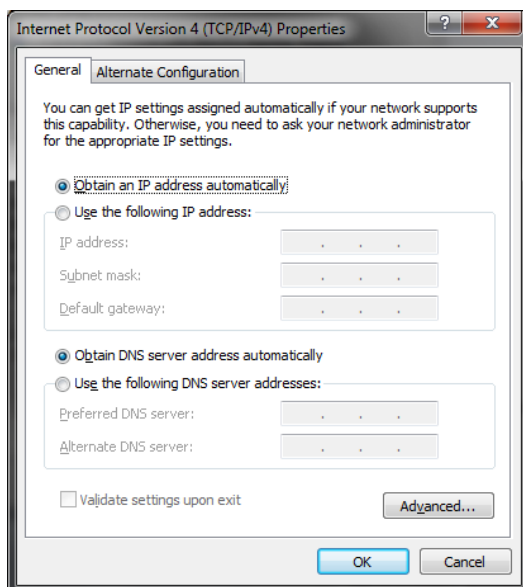 Internet Protocol Version 4 (TCP/IPv4) Properties
General
Alternate Configuration
You can get IP settings assigned automatically if your network supports
this capability. Otherwise, you need to ask your network administrator
for the appropriate IP settings.
Obtain an IP address automatically
Use the following IP address:
IP address:
Subnet mask:
Default gateway:
Obtain DNS server address automatically
Use the following DNS server addresses:
Preferred DNS server:
Alternate DNS server:
Validate settings upon exit
Advanced...
OK
Cancel